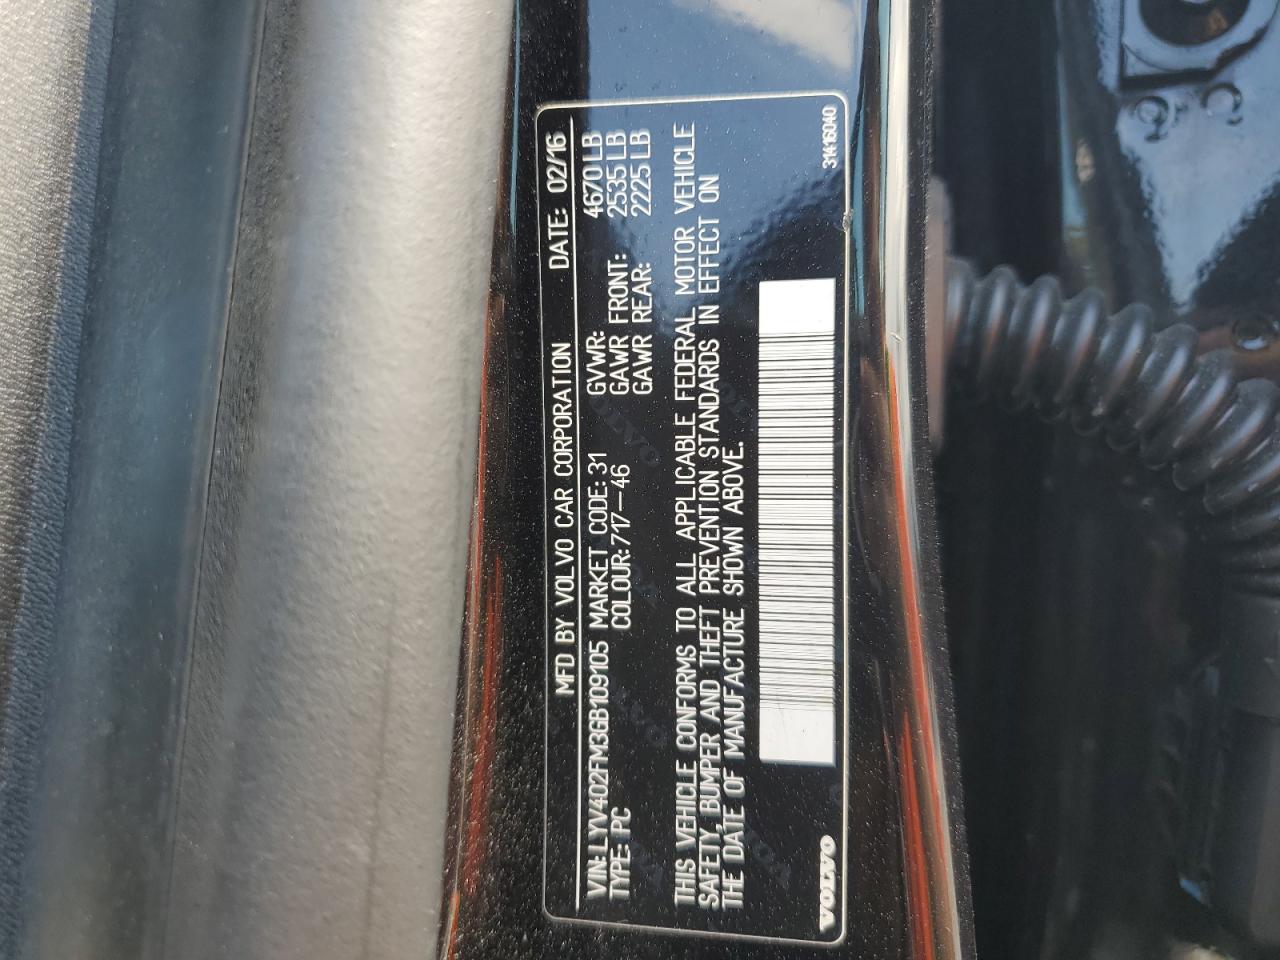 MFD BY VOLVO CAR CORPORATION DATE: 02/16
VIN: LYV402FM3GB109105 MARKET CODE: 31 GVWR: 4670 LB
TYPE: PC COLOUR: 717-46 GAWR FRONT: 2535 LB
GAWR REAR: 2225 LB
THIS VEHICLE CONFORMS TO ALL APPLICABLE FEDERAL MOTOR VEHICLE
SAFETY, BUMPER AND THEFT PREVENTION STANDARDS IN EFFECT ON
THE DATE OF MANUFACTURE SHOWN ABOVE.
VOLVO 31416040